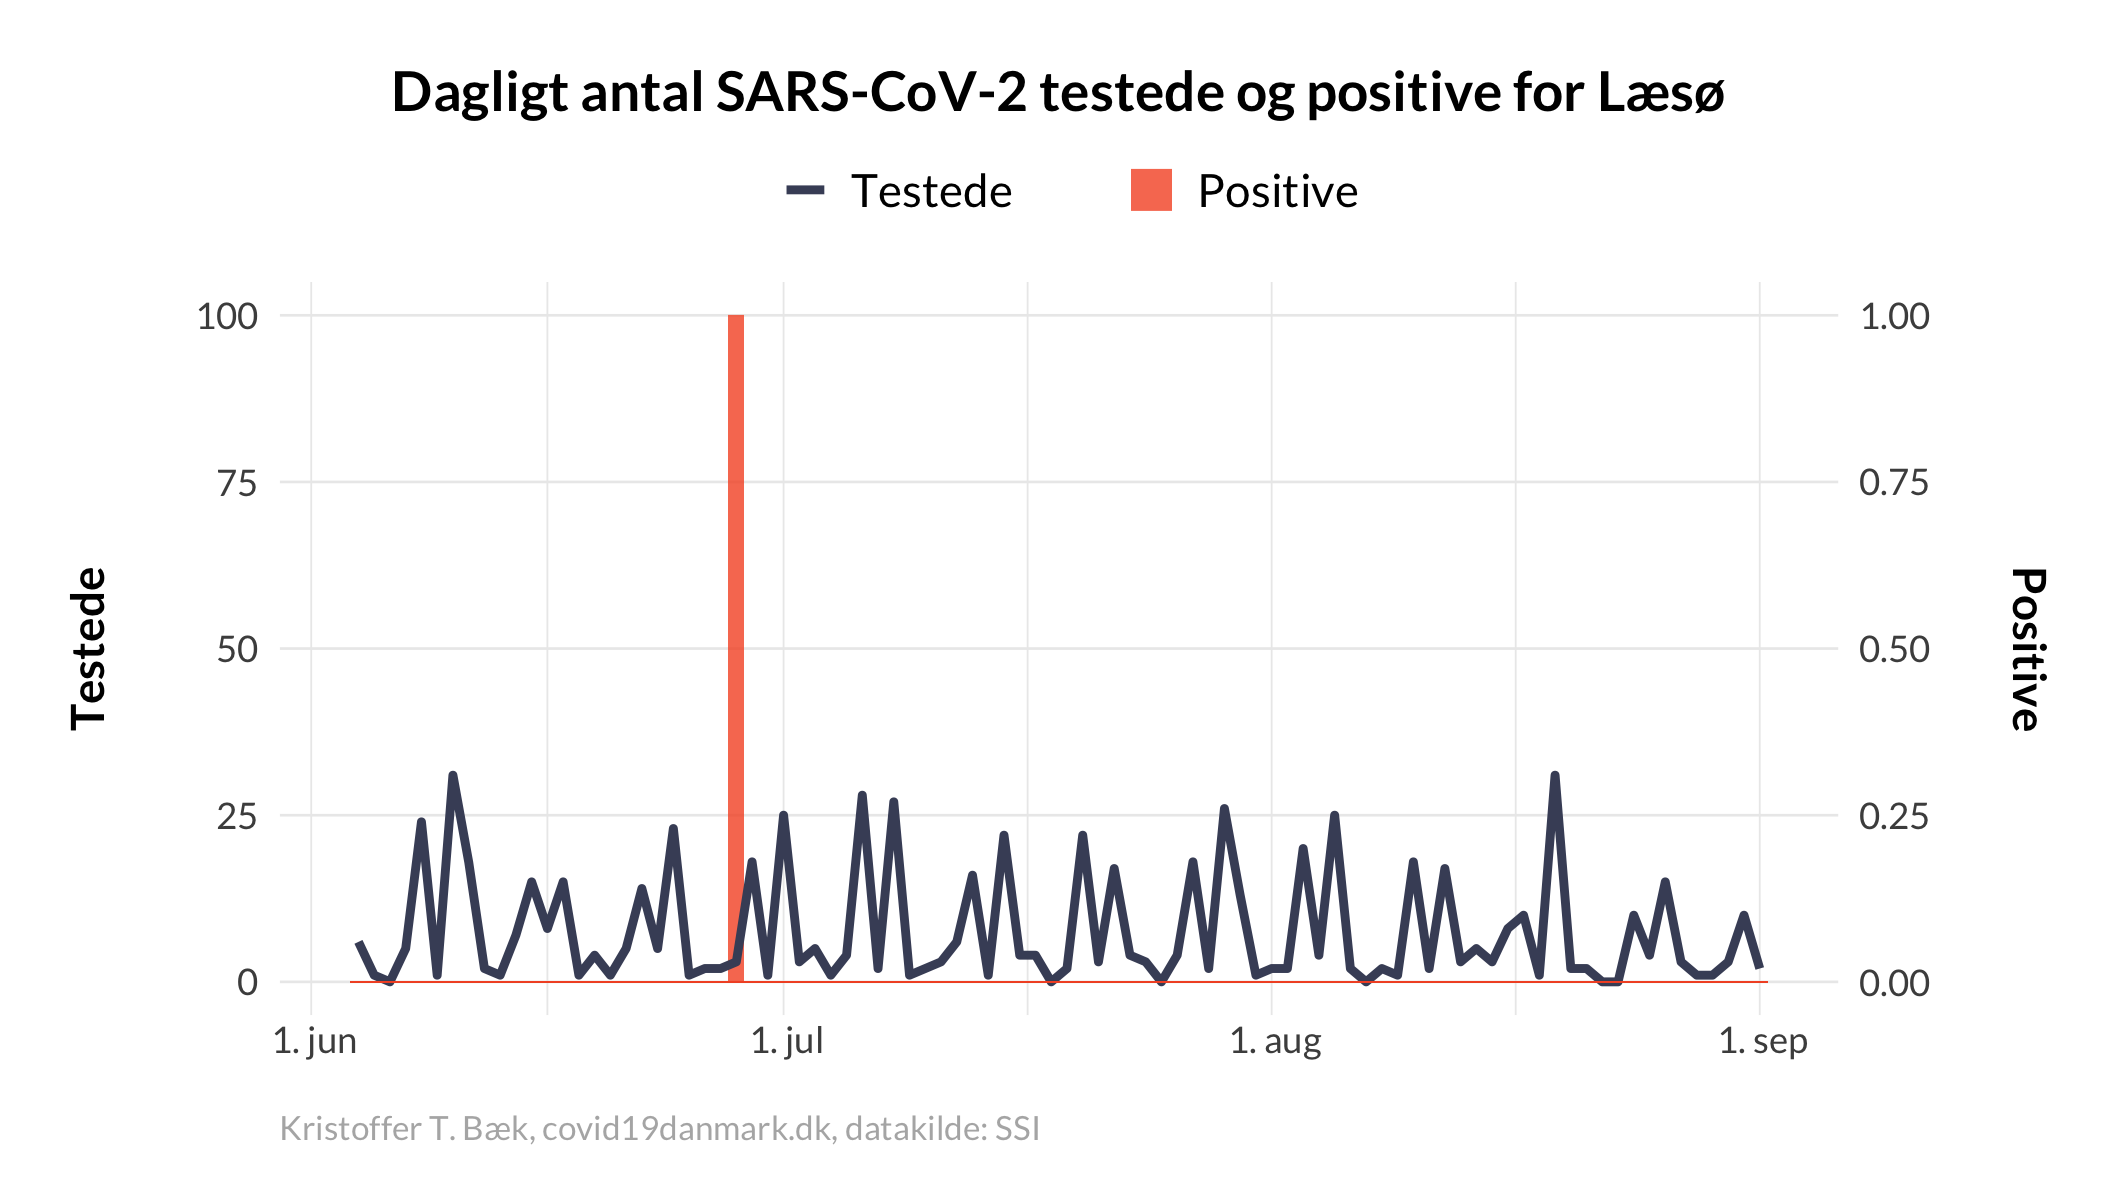 Dagligt antal SARS-CoV-2 testede og positive for Læsø
Testede Positive
100 1.00
75 0.75
50 0.50
25 0.25
0 0.00
Testede
Positive
1. jun 1. jul 1. aug 1. sep
Kristoffer T. Bæk, covid19danmark.dk, datakilde: SSI